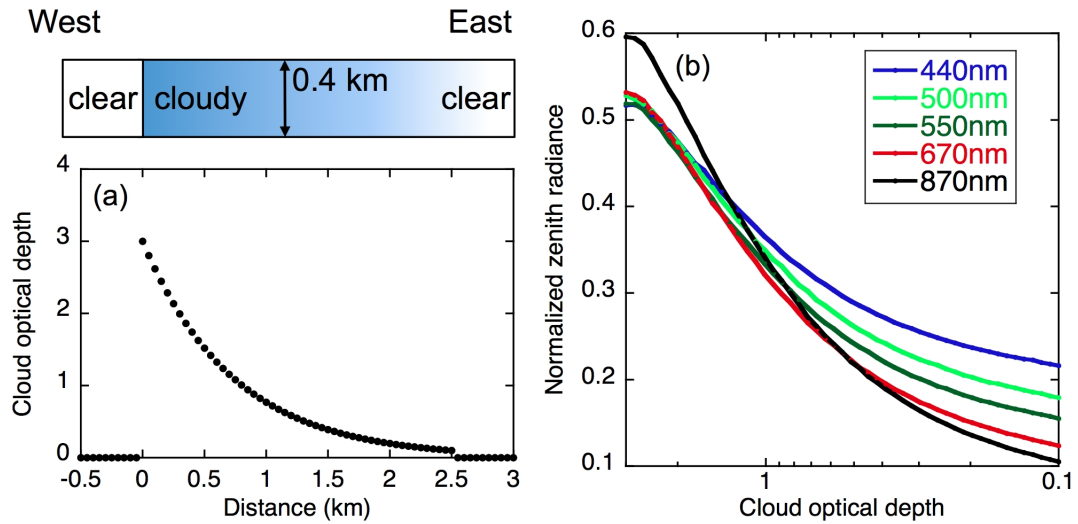 West East
clear cloudy 0.4 km clear
(a)
4
3
2
1
0
Cloud optical depth
-0.5 0 0.5 1 1.5 2 2.5 3
Distance (km)
(b)
440nm
500nm
550nm
670nm
870nm
0.6
0.5
0.4
0.3
0.2
0.1
Normalized zenith radiance
1 0.1
Cloud optical depth